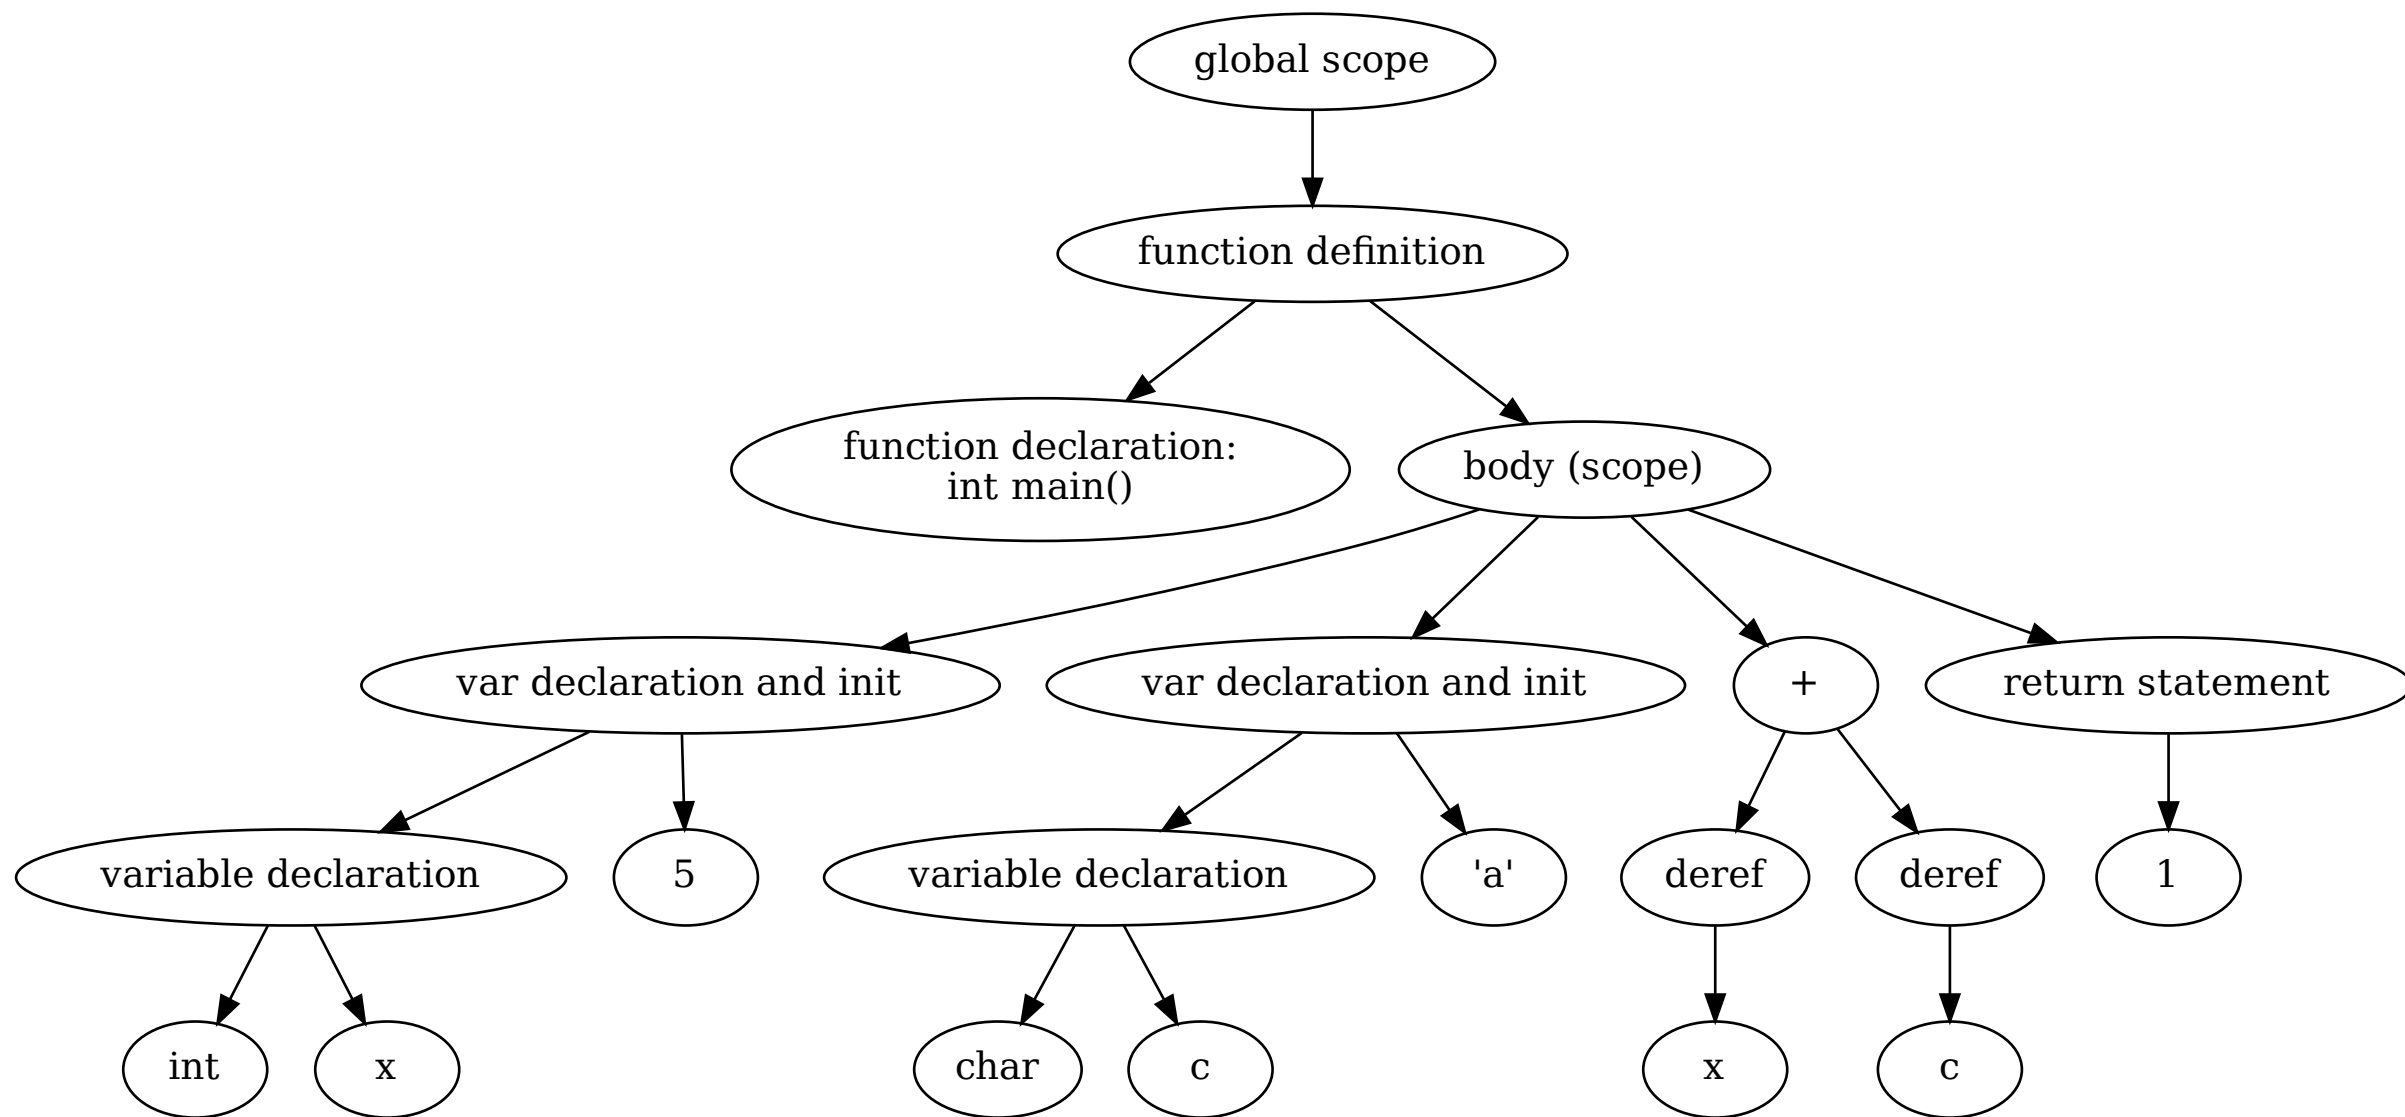 global scope
function definition
function declaration:
int main()
body (scope)
var declaration and init
var declaration and init
+
return statement
variable declaration
5
variable declaration
'a'
deref
deref
1
int
x
char
c
x
c